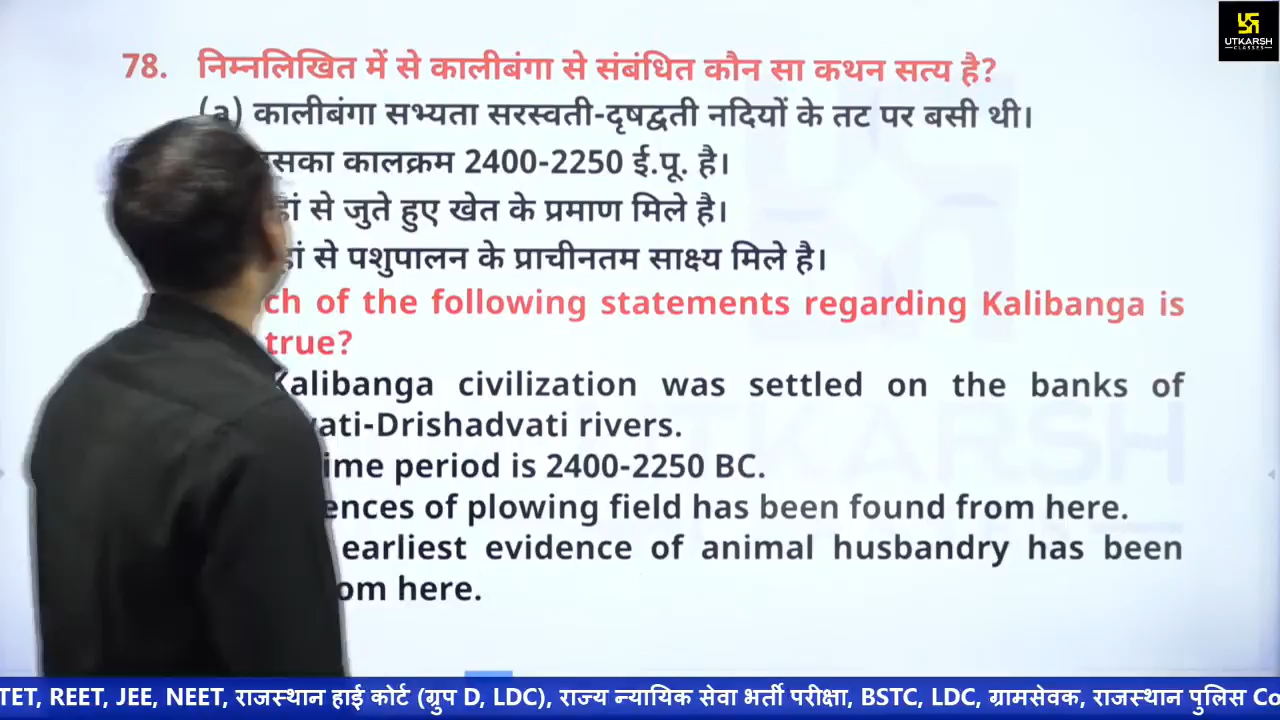 UTKARSH
CLASSES
78. निम्नलिखित में से कालीबंगा से संबंधित कौन सा कथन सत्य है?
(a) कालीबंगा सभ्यता सरस्वती-दृषद्वती नदियों के तट पर बसी थी।
कालक्रम 2400-2250 ई.पू. है।
से जुते हुए खेत के प्रमाण मिले है।
से पशुपालन के प्राचीनतम साक्ष्य मिले है।
ch of the following statements regarding Kalibanga is
true?
Kalibanga civilization was settled on the banks of
vati-Drishadvati rivers.
ime period is 2400-2250 BC.
ences of plowing field has been found from here.
earliest evidence of animal husbandry has been
om here.
UTKARSH
TET, REET, JEE, NEET, राजस्थान हाई कोर्ट (ग्रुप D, LDC), राज्य न्यायिक सेवा भर्ती परीक्षा, BSTC, LDC, ग्रामसेवक, राजस्थान पुलिस Co